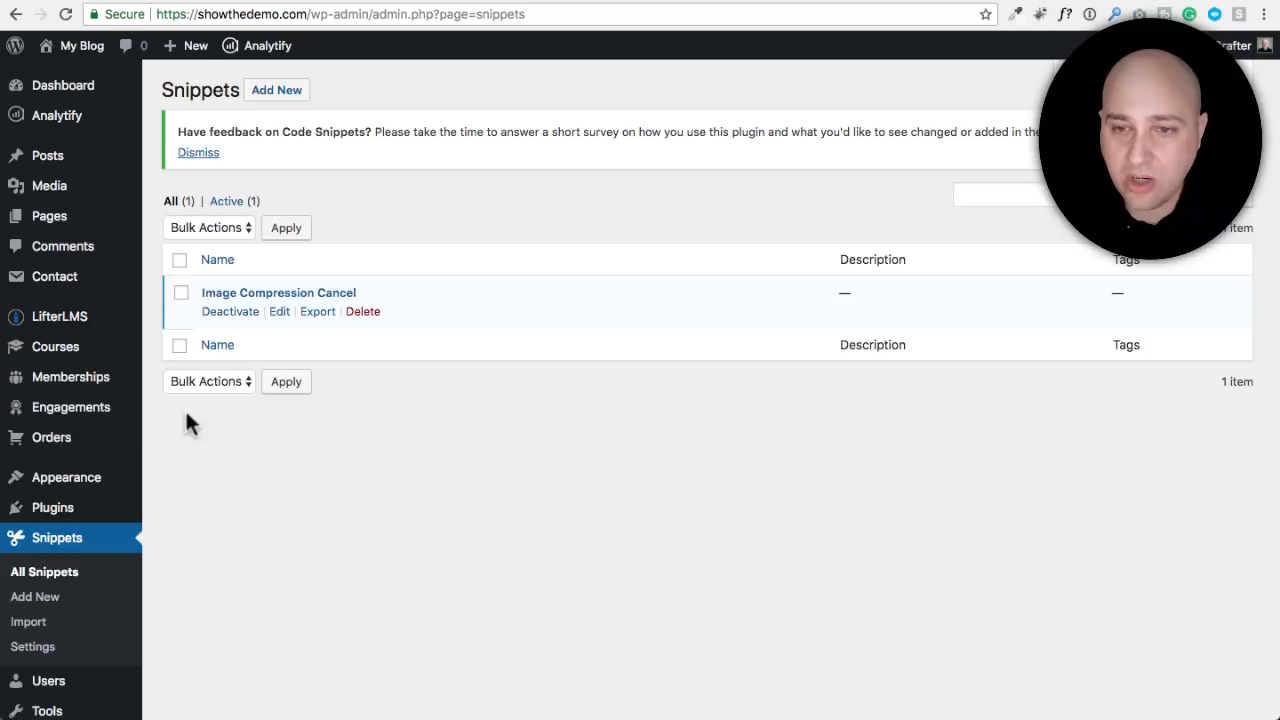 Secure https://showthedemo.com/wp-admin/admin.php?page=snippets
My Blog 0 New Analytify
Dashboard
Analytify
Posts
Media
Pages
Comments
Contact
LifterLMS
Courses
Memberships
Engagements
Orders
Appearance
Plugins
Snippets
All Snippets
Add New
Import
Settings
Users
Tools
Snippets Add New
Have feedback on Code Snippets? Please take the time to answer a short survey on how you use this plugin and what you'd like to see changed or added in the
Dismiss
All (1) | Active (1)
Bulk Actions Apply
item
Name Description Tags
Image Compression Cancel — —
Deactivate | Edit | Export | Delete
Name Description Tags
Bulk Actions Apply 1 item